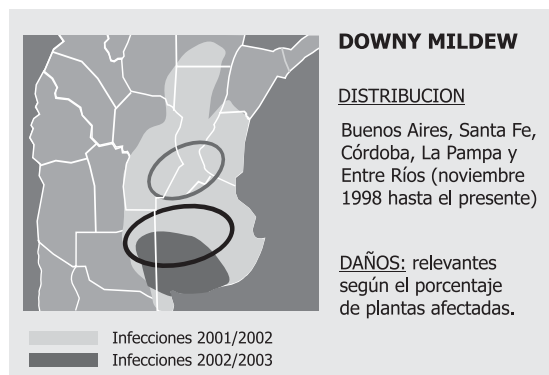 DOWNY MILDEW
DISTRIBUCION
Buenos Aires, Santa Fe,
Córdoba, La Pampa y
Entre Ríos (noviembre
1998 hasta el presente)
DAÑOS: relevantes
según el porcentaje
de plantas afectadas.
Infecciones 2001/2002
Infecciones 2002/2003